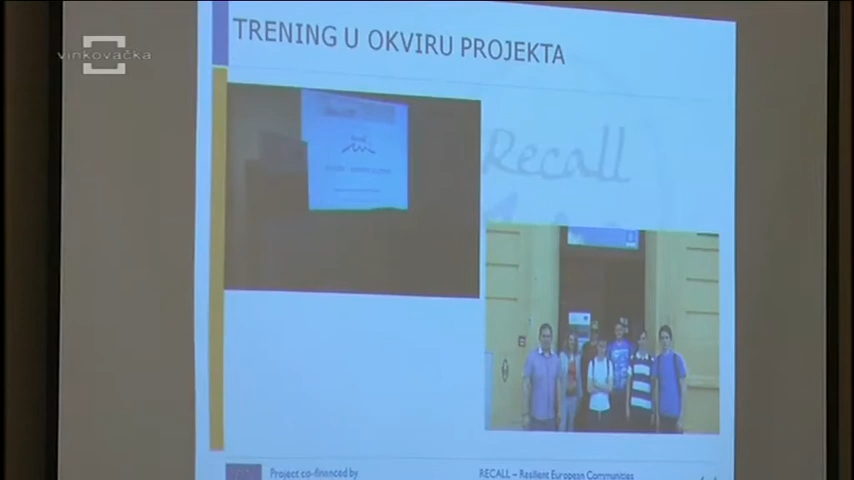 vinkovačka
TRENING U OKVIRU PROJEKTA
Recall
Project co-financed by
RECALL – Resilient European Communities